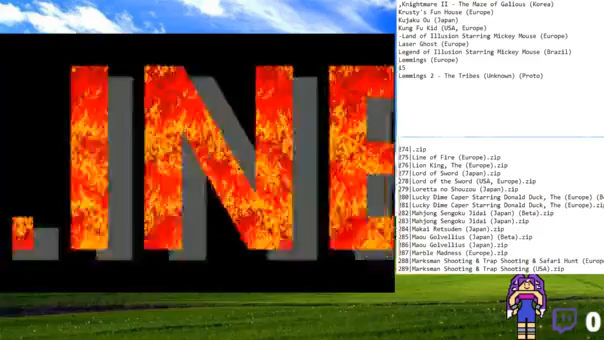 ,Knightmare II - The Maze of Galious (Korea)
Krusty's Fun House (Europe)
Kujaku Ou (Japan)
Kung Fu Kid (USA, Europe)
-Land of Illusion Starring Mickey Mouse (Europe)
Laser Ghost (Europe)
Legend of Illusion Starring Mickey Mouse (Brazil)
Lemmings (Europe)
15
Lemmings 2 - The Tribes (Unknown) (Proto)
.INE
274|.zip
275|Line of Fire (Europe).zip
276|Lion King, The (Europe).zip
277|Lord of Sword (Japan).zip
278|Lord of the Sword (USA, Europe).zip
279|Loretta no Shouzou (Japan).zip
280|Lucky Dime Caper Starring Donald Duck, The (Europe) (B
281|Lucky Dime Caper Starring Donald Duck, The (Europe).zi
282|Mahjong Sengoku Jidai (Japan) (Beta).zip
283|Mahjong Sengoku Jidai (Japan).zip
284|Makai Retsuden (Japan).zip
285|Maou Golvellius (Japan) (Beta).zip
286|Maou Golvellius (Japan).zip
287|Marble Madness (Europe).zip
288|Marksman Shooting & Trap Shooting & Safari Hunt (Europ
289|Marksman Shooting & Trap Shooting (USA).zip
0